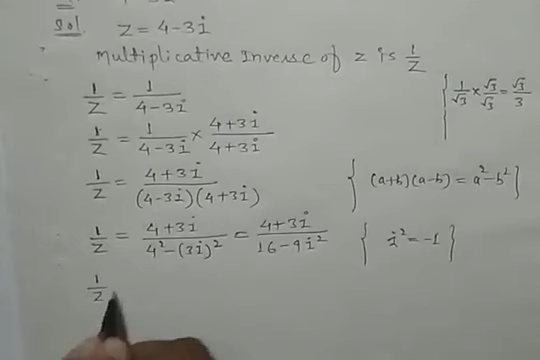 Sol. z = 4-3i
Multiplicative Inverse of z is 1/z
1/z = 1/(4-3i) { 1/√3 × √3/√3 = √3/3
1/z = 1/(4-3i) × (4+3i)/(4+3i)
1/z = (4+3i)/((4-3i)(4+3i)) { (a+b)(a-b) = a²-b² }
1/z = (4+3i)/(4²-(3i)²) = (4+3i)/(16-9i²) { i² = -1 }
1/z